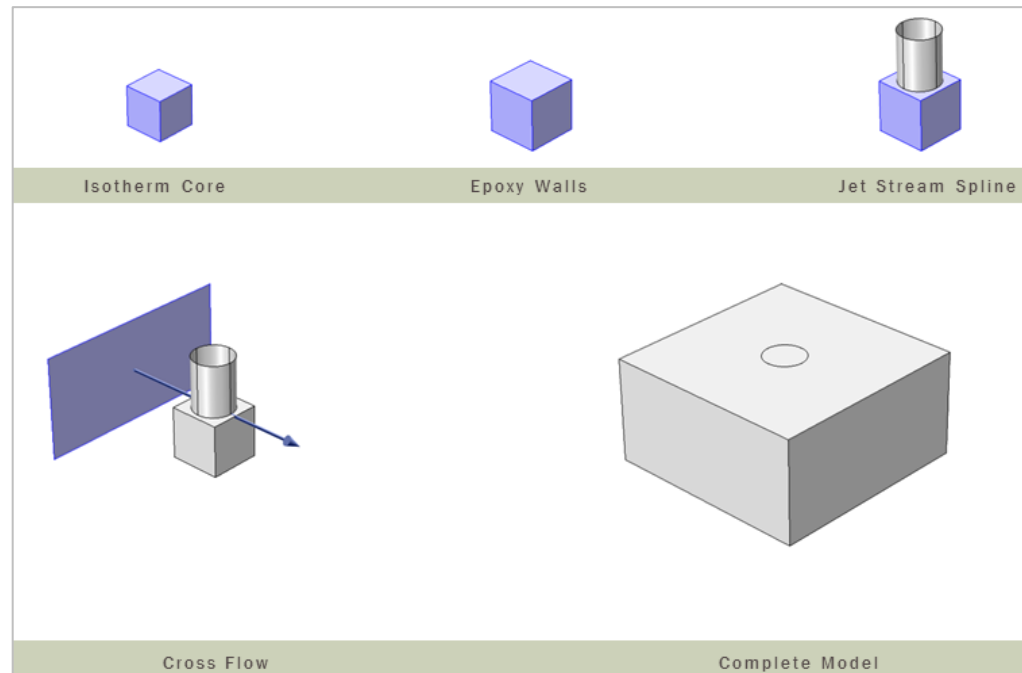 Isotherm Core
Epoxy Walls
Jet Stream Spline
Cross Flow
Complete Model